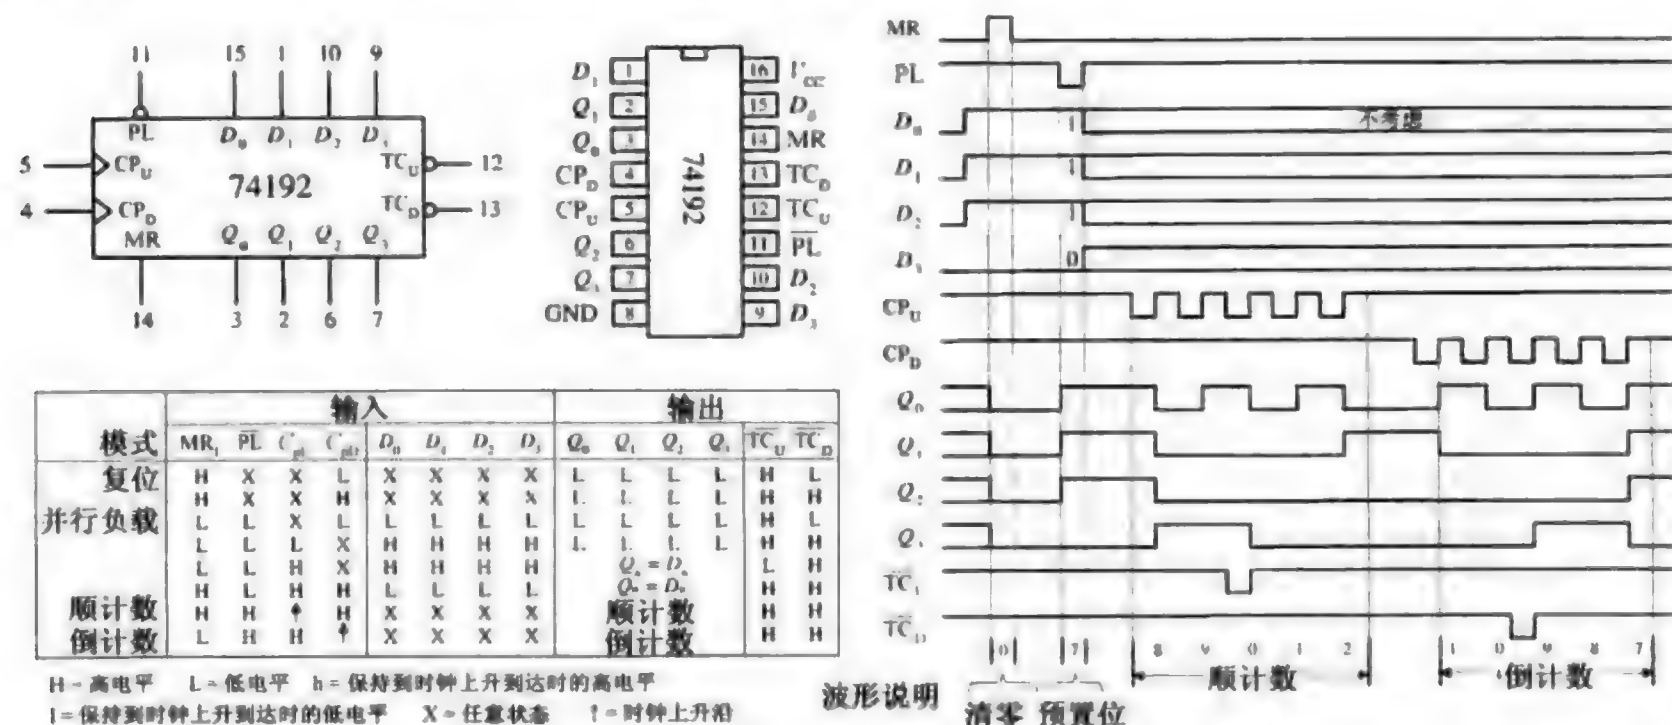 11 15 1 10 9
PL D0 D1 D2 D3
5 CPU TCU 12
74192
4 CPD TCD 13
MR Q0 Q1 Q2 Q3
14 3 2 6 7
D1 1 16 VCC
Q1 2 15 D0
Q0 3 14 MR
CPD 4 13 TCD
CPU 5 12 TCU
Q2 6 11 PL
Q3 7 10 D2
GND 8 9 D3
74192
输入 输出
模式 MR PL D0 D1 D2 D3 Q0 Q1 Q2 Q3 TCU TCD
复位 H X X L X X X X L L L L H L
H X X H X X X X L L L L H H
并行负载 L L X L L L L L L L L L H L
L L L X H H H H L L L L H H
L L H X H H H H Qn = Dn L H
H L H H L L L L Qn = Dn H H
顺计数 H H ↑ H X X X X 顺计数 H H
倒计数 L H H ↑ X X X X 倒计数 H H
H = 高电平 L = 低电平 h = 保持到时钟上升到达时的高电平
l = 保持到时钟上升到达时的低电平 X = 任意状态 ↑ = 时钟上升沿
MR
PL
D0 1 不考虑
D1 1
D2 1
D3 0
CPU
CPD
Q0
Q1
Q2
Q3
TCU
TCD
0 7 8 9 0 1 2 1 0 9 8 7
顺计数 倒计数
波形说明 清零 预置位